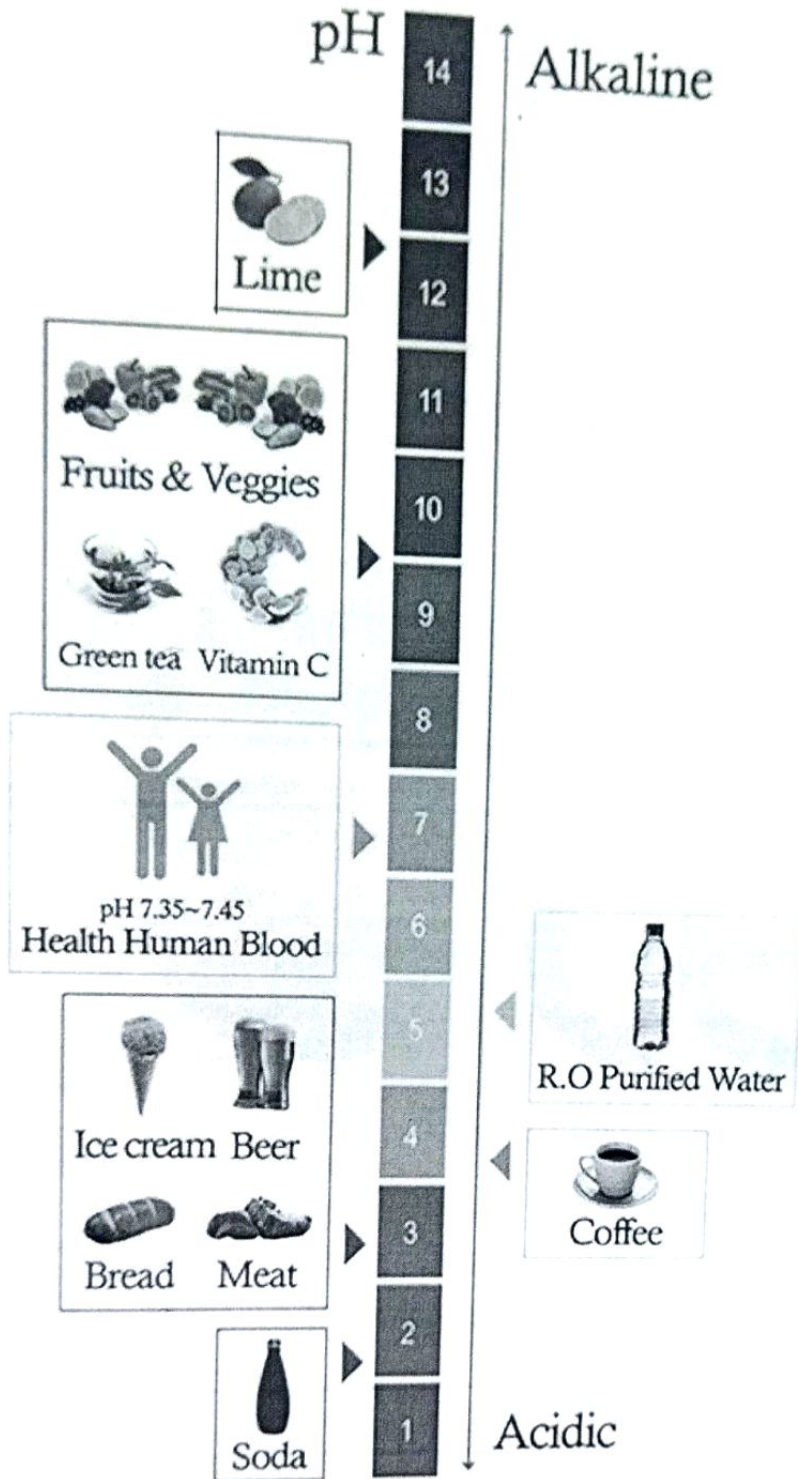 pH
14
Alkaline
13
Lime
12
11
Fruits & Veggies
10
9
Green tea Vitamin C
8
7
pH 7.35~7.45
Health Human Blood
6
5
R.O Purified Water
Ice cream Beer
4
Coffee
3
Bread Meat
2
Soda
1
Acidic